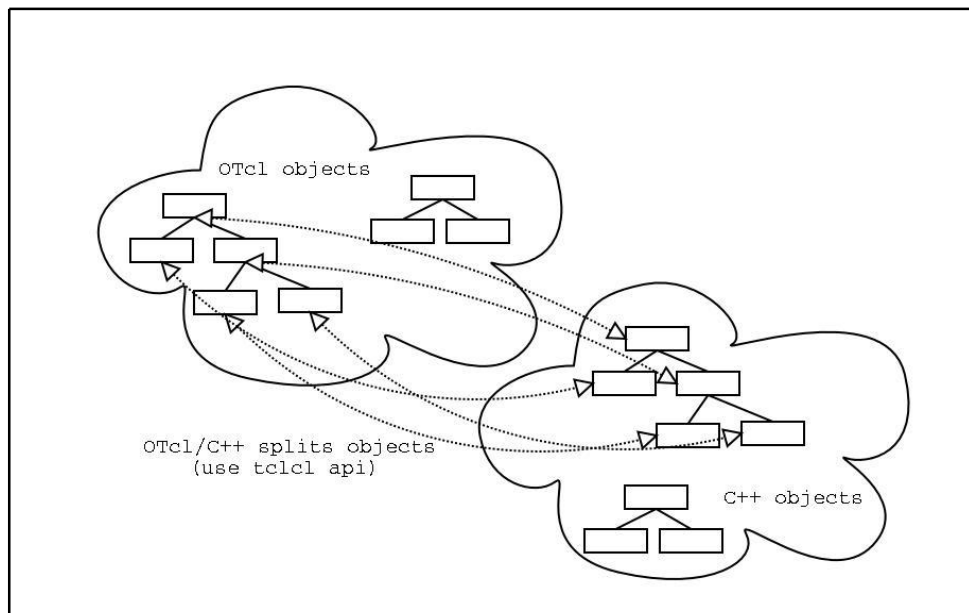 OTcl objects
OTcl/C++ splits objects
(use tclcl api)
C++ objects